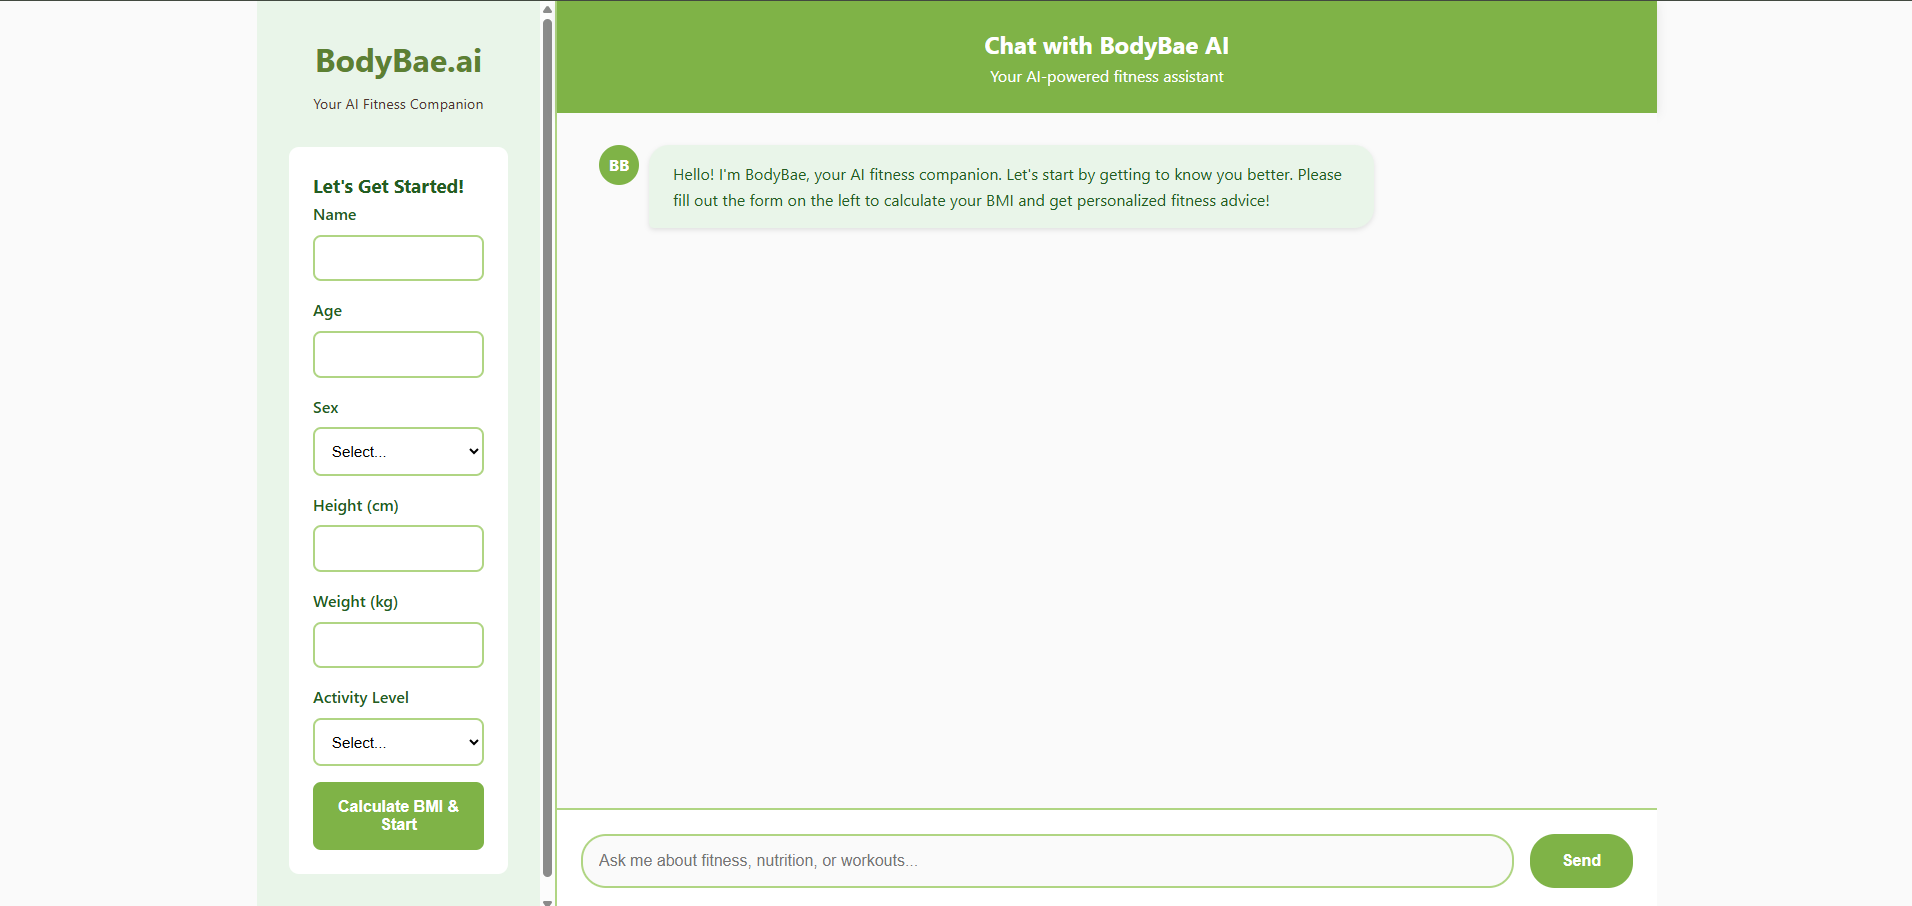 BodyBae.ai
Your AI Fitness Companion
Let's Get Started!
Name
Age
Sex
Select...
Height (cm)
Weight (kg)
Activity Level
Select...
Calculate BMI &
Start
Chat with BodyBae AI
Your AI-powered fitness assistant
BB
Hello! I'm BodyBae, your AI fitness companion. Let's start by getting to know you better. Please
fill out the form on the left to calculate your BMI and get personalized fitness advice!
Ask me about fitness, nutrition, or workouts...
Send